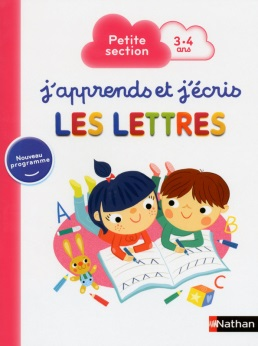 Petite
section
3-4
ans
j'apprends et j'écris
LES LETTRES
Nouveau
programme
A
B
C
Nathan